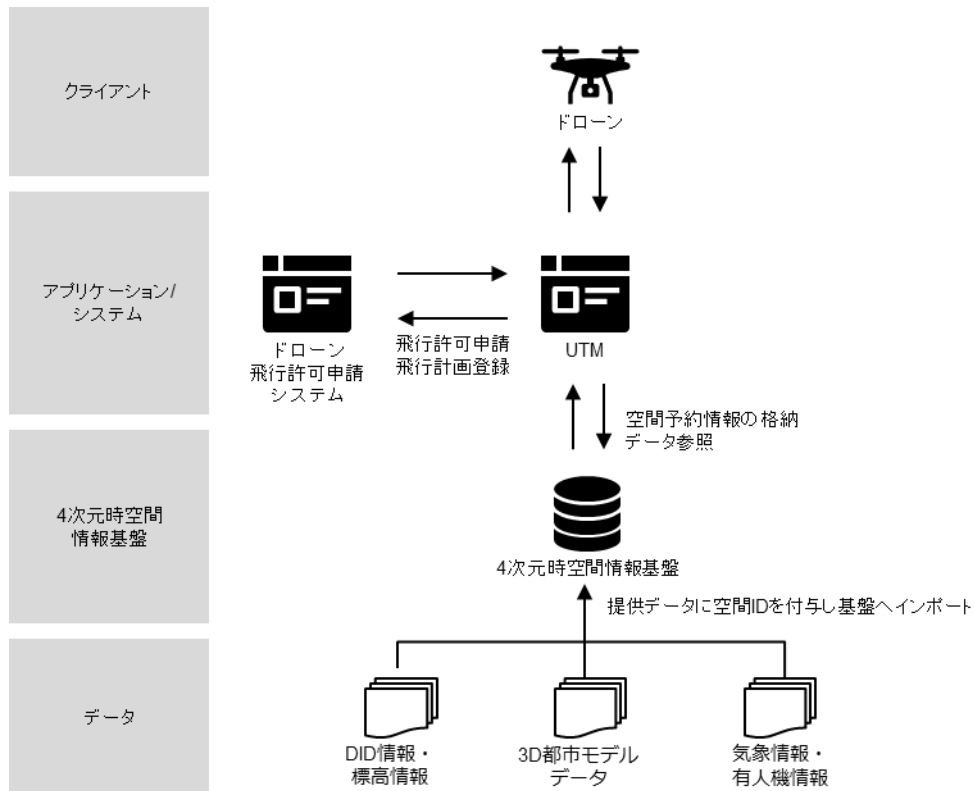 クライアント
ドローン
アプリケーション/
システム
ドローン
飛行許可申請
システム
飛行許可申請
飛行計画登録
UTM
空間予約情報の格納
データ参照
4次元時空間
情報基盤
4次元時空間情報基盤
提供データに空間IDを付与し基盤へインポート
データ
DID情報・
標高情報
3D都市モデル
データ
気象情報・
有人機情報